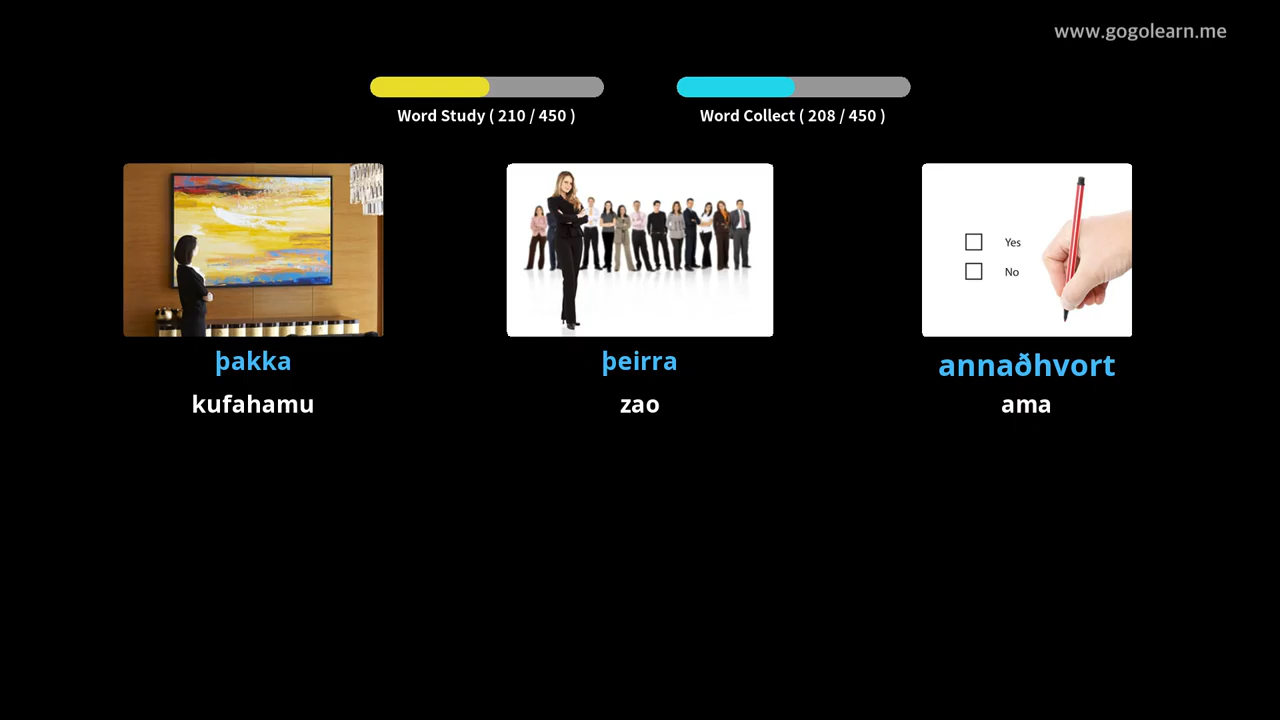 www.gogolearn.me
Word Study ( 210 / 450 )
Word Collect ( 208 / 450 )
Yes
No
þakka
þeirra
annaðhvort
kufahamu
zao
ama